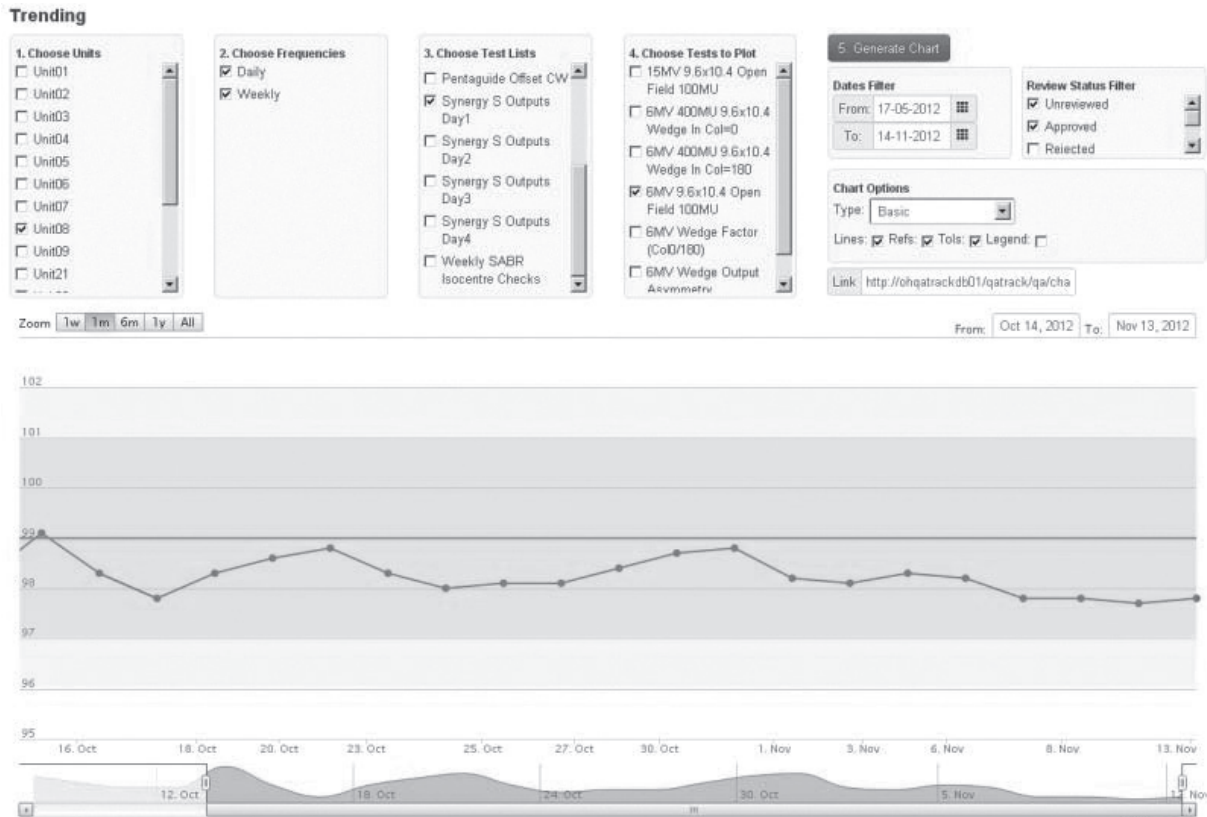 Trending
1. Choose Units
Unit01
Unit02
Unit03
Unit04
Unit05
Unit06
Unit07
Unit08
Unit09
Unit21
2. Choose Frequencies
Daily
Weekly
3. Choose Test Lists
Pentaguide Offset CW
Synergy S Outputs
Day1
Synergy S Outputs
Day2
Synergy S Outputs
Day3
Synergy S Outputs
Day4
Weekly SABR
Isocentre Checks
4. Choose Tests to Plot
15MV 9.6x10.4 Open
Field 100MU
6MV 400MU 9.6x10.4
Wedge In Col=0
6MV 400MU 9.6x10.4
Wedge In Col=180
6MV 9.6x10.4 Open
Field 100MU
6MV Wedge Factor
(Col0/180)
6MV Wedge Output
Asymmetry
5. Generate Chart
Dates Filter
From: 17-05-2012
To: 14-11-2012
Review Status Filter
Unreviewed
Approved
Rejected
Chart Options
Type: Basic
Lines: Refs: Tols: Legend:
Link http://ohqatrackdb01/qatrack/qa/cha
Zoom 1w 1m 6m 1y All
From: Oct 14, 2012 To: Nov 13, 2012
102
101
100
99
98
97
96
95
16. Oct 18. Oct 20. Oct 23. Oct 25. Oct 27. Oct 30. Oct 1. Nov 3. Nov 6. Nov 8. Nov 13. Nov
12. Oct 18. Oct 24. Oct 30. Oct 5. Nov Nov